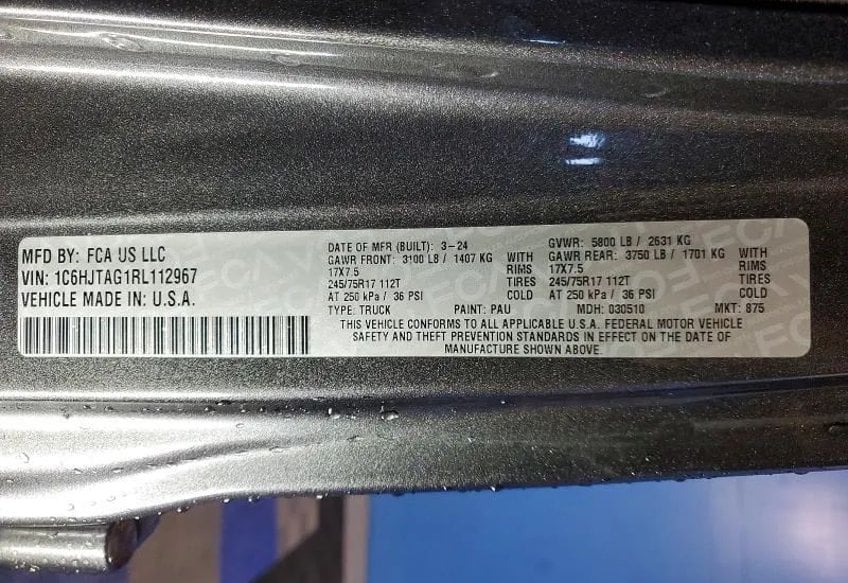 MFD BY: FCA US LLC
VIN: 1C6HJTAG1RL112967
VEHICLE MADE IN: U.S.A.
DATE OF MFR (BUILT): 3-24 GVWR: 5800 LB / 2631 KG
GAWR FRONT: 3100 LB / 1407 KG WITH GAWR REAR: 3750 LB / 1701 KG WITH
17X7.5 RIMS 17X7.5 RIMS
245/75R17 112T TIRES 245/75R17 112T TIRES
AT 250 kPa / 36 PSI COLD AT 250 kPa / 36 PSI COLD
TYPE: TRUCK PAINT: PAU MDH: 030510 MKT: 875
THIS VEHICLE CONFORMS TO ALL APPLICABLE U.S.A. FEDERAL MOTOR VEHICLE
SAFETY AND THEFT PREVENTION STANDARDS IN EFFECT ON THE DATE OF
MANUFACTURE SHOWN ABOVE.